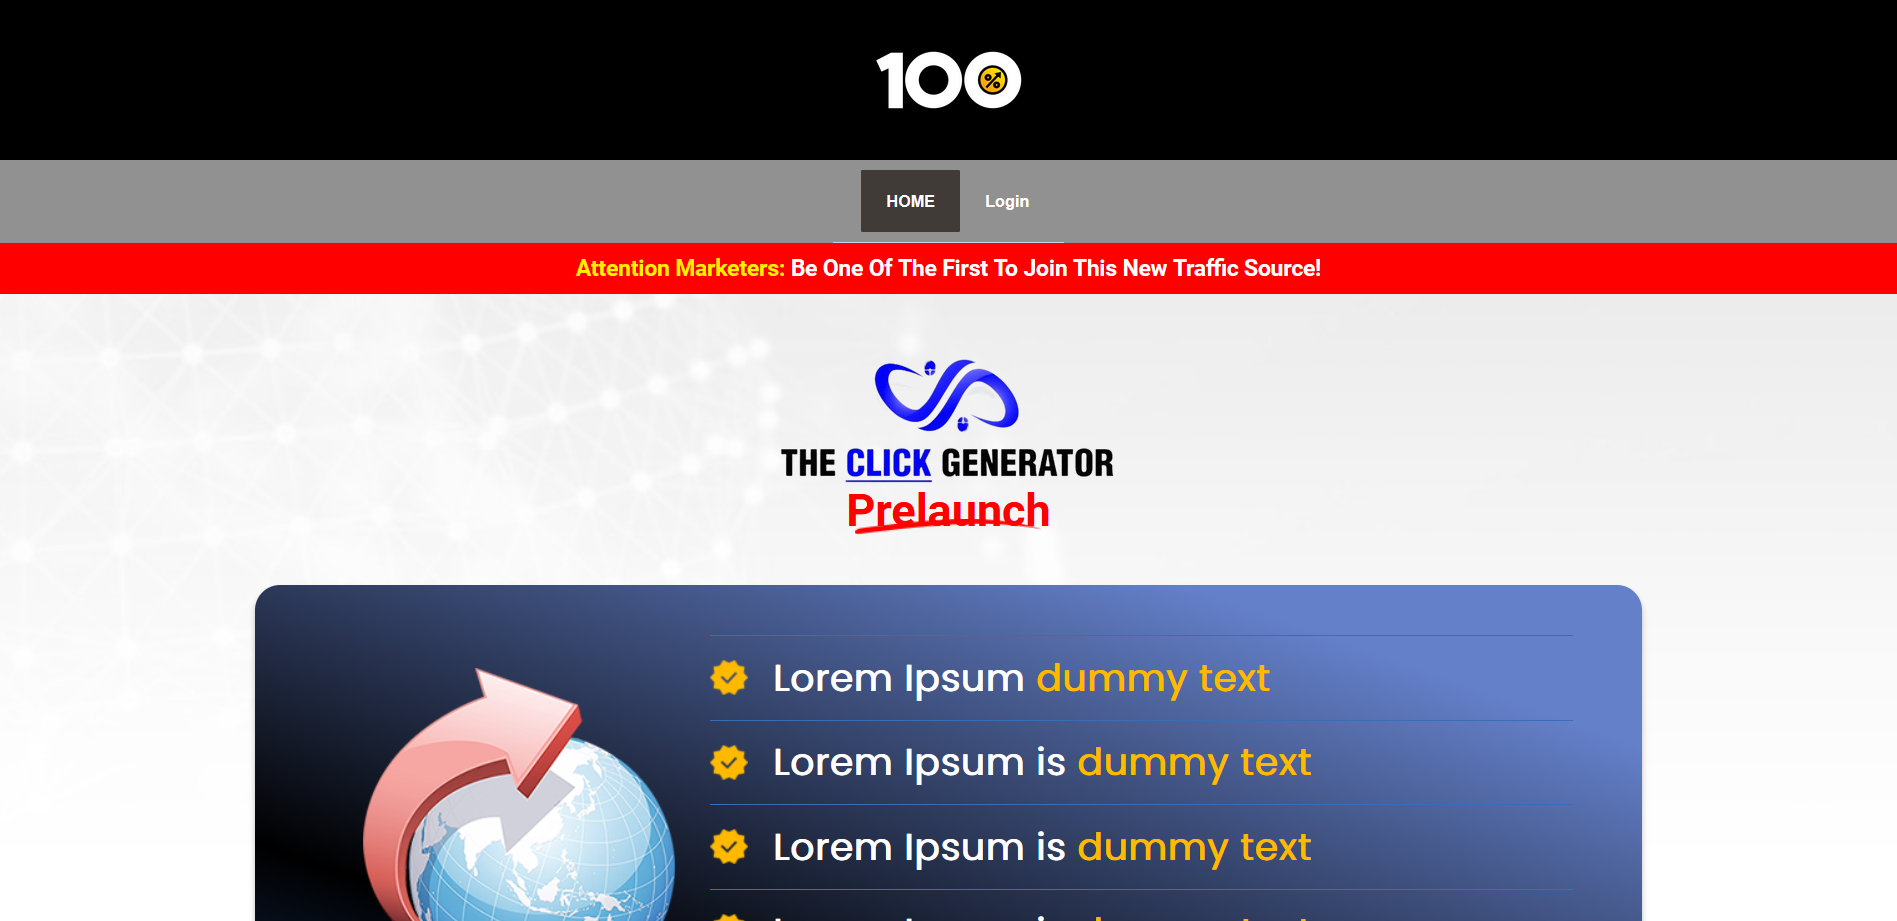 100
HOME
Login
Attention Marketers: Be One Of The First To Join This New Traffic Source!
THE CLICK GENERATOR
Prelaunch
Lorem Ipsum dummy text
Lorem Ipsum is dummy text
Lorem Ipsum is dummy text